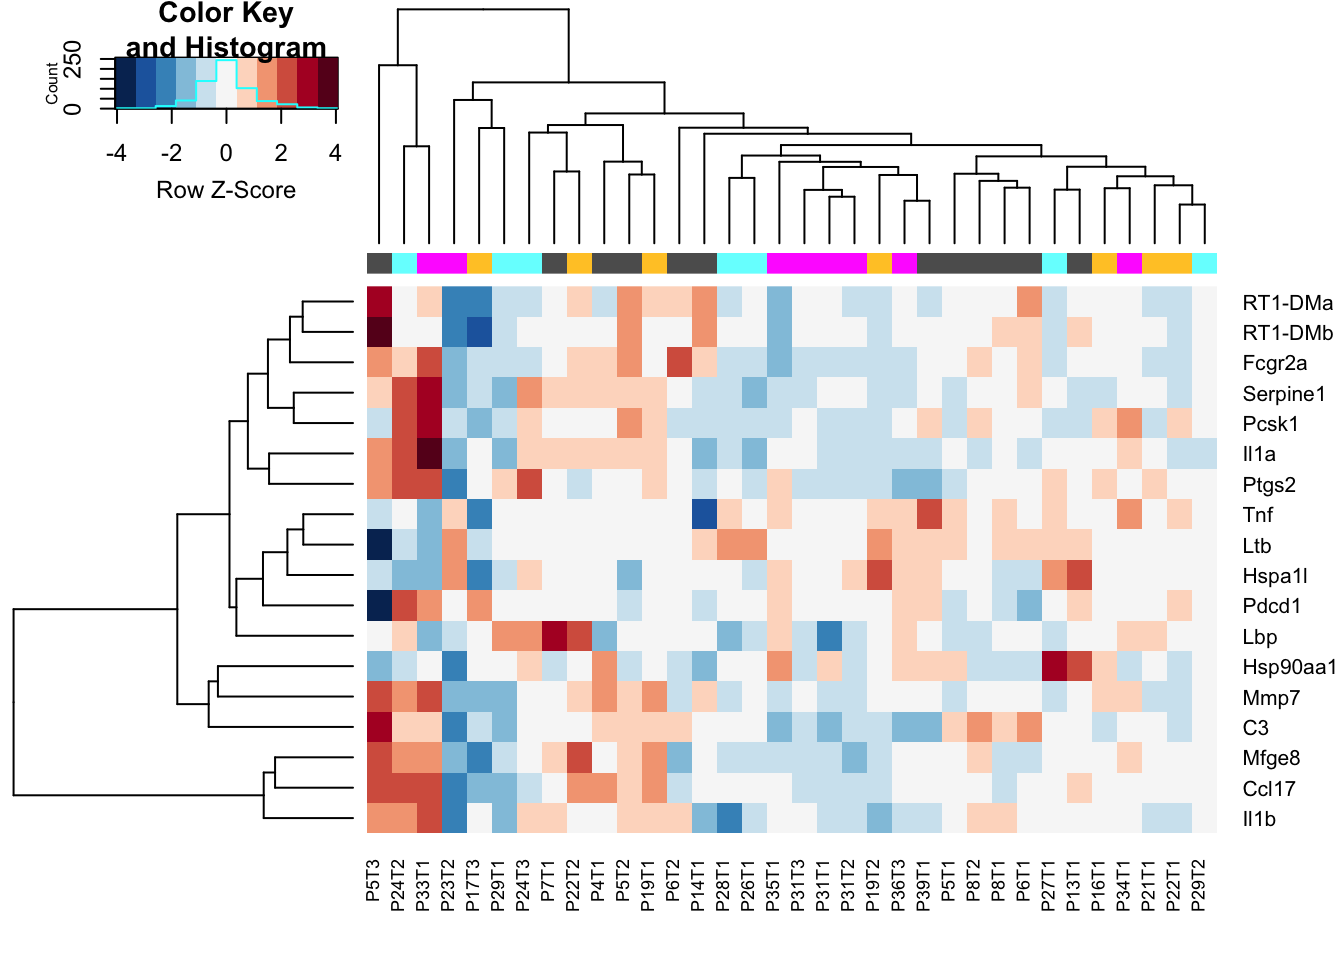 Color Key
and Histogram
Count
0 250
-4 -2 0 2 4
Row Z-Score
RT1-DMa
RT1-DMb
Fcgr2a
Serpine1
Pcsk1
Il1a
Ptgs2
Tnf
Ltb
Hspa1l
Pdcd1
Lbp
Hsp90aa1
Mmp7
C3
Mfge8
Ccl17
Il1b
P5T3
P24T2
P33T1
P23T2
P17T3
P29T1
P24T3
P7T1
P22T2
P4T1
P5T2
P19T1
P6T2
P14T1
P28T1
P26T1
P35T1
P31T3
P31T1
P31T2
P19T2
P36T3
P39T1
P5T1
P8T2
P8T1
P6T1
P27T1
P13T1
P16T1
P34T1
P21T1
P22T1
P29T2